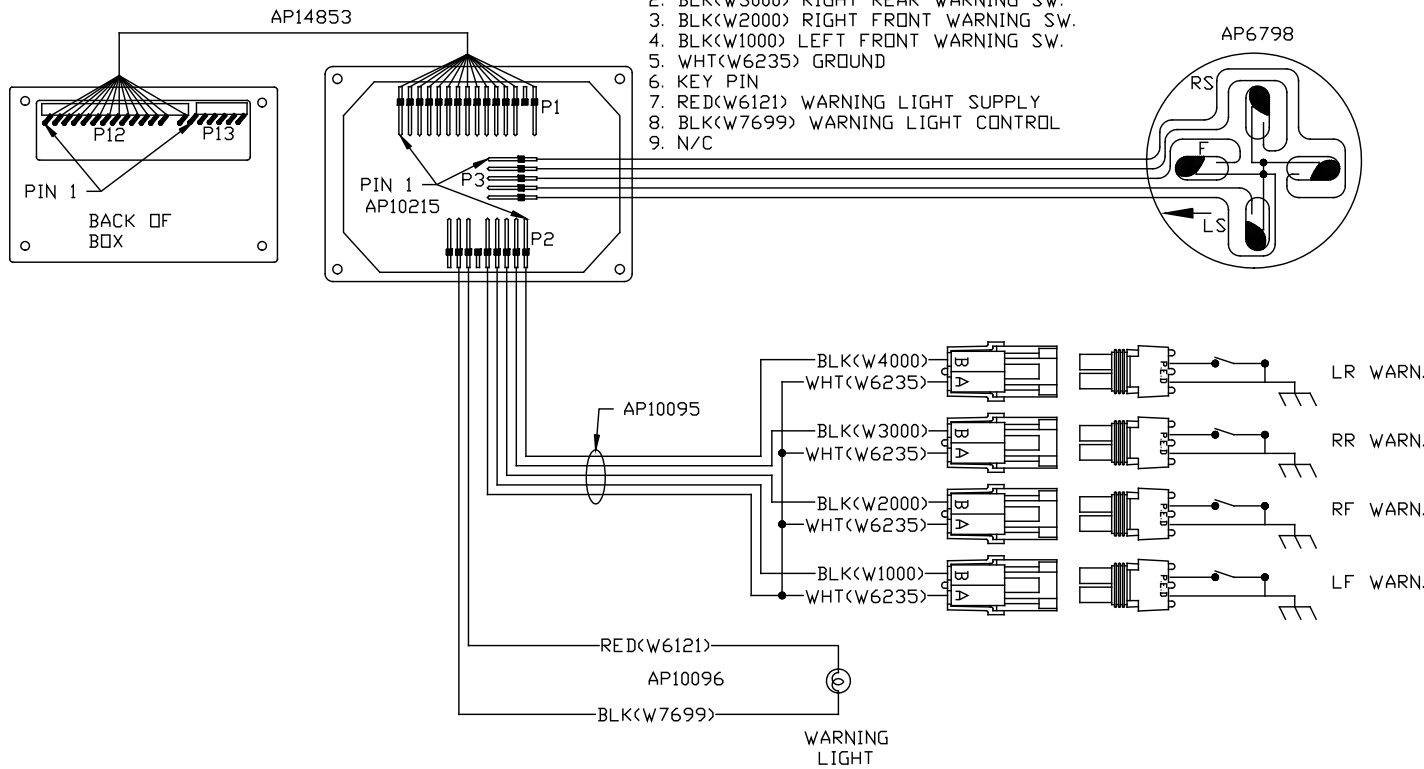 AP14853
2. BLK(W3000) RIGHT REAR WARNING SW.
3. BLK(W2000) RIGHT FRONT WARNING SW.
4. BLK(W1000) LEFT FRONT WARNING SW.
5. WHT(W6235) GROUND
6. KEY PIN
7. RED(W6121) WARNING LIGHT SUPPLY
8. BLK(W7699) WARNING LIGHT CONTROL
9. N/C
AP6798
P12
P13
PIN 1
BACK OF
BOX
P1
P3
PIN 1
AP10215
P2
RS
F
LS
AP10095
BLK(W4000)
WHT(W6235)
B
A
PED
LR WARN.
BLK(W3000)
WHT(W6235)
B
A
PED
RR WARN.
BLK(W2000)
WHT(W6235)
B
A
PED
RF WARN.
BLK(W1000)
WHT(W6235)
B
A
PED
LF WARN.
RED(W6121)
AP10096
BLK(W7699)
WARNING
LIGHT